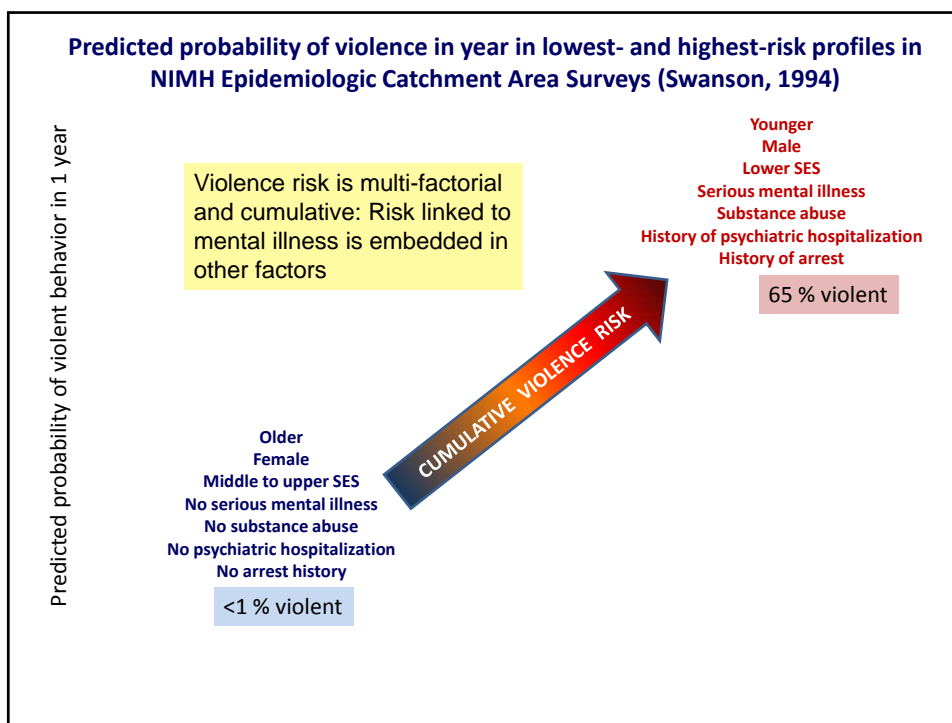 Predicted probability of violence in year in lowest- and highest-risk profiles in
NIMH Epidemiologic Catchment Area Surveys (Swanson, 1994)
Predicted probability of violent behavior in 1 year
Violence risk is multi-factorial
and cumulative: Risk linked to
mental illness is embedded in
other factors
Younger
Male
Lower SES
Serious mental illness
Substance abuse
History of psychiatric hospitalization
History of arrest
65 % violent
CUMULATIVE VIOLENCE RISK
Older
Female
Middle to upper SES
No serious mental illness
No substance abuse
No psychiatric hospitalization
No arrest history
<1 % violent